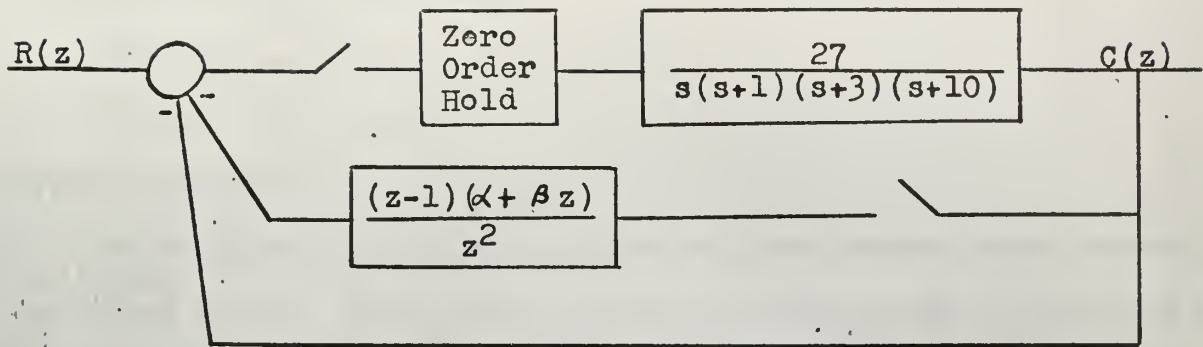 R(z)
Zero
Order
Hold
27
s(s+1)(s+3)(s+10)
C(z)
- -
(z-1)(α+ βz)
z²